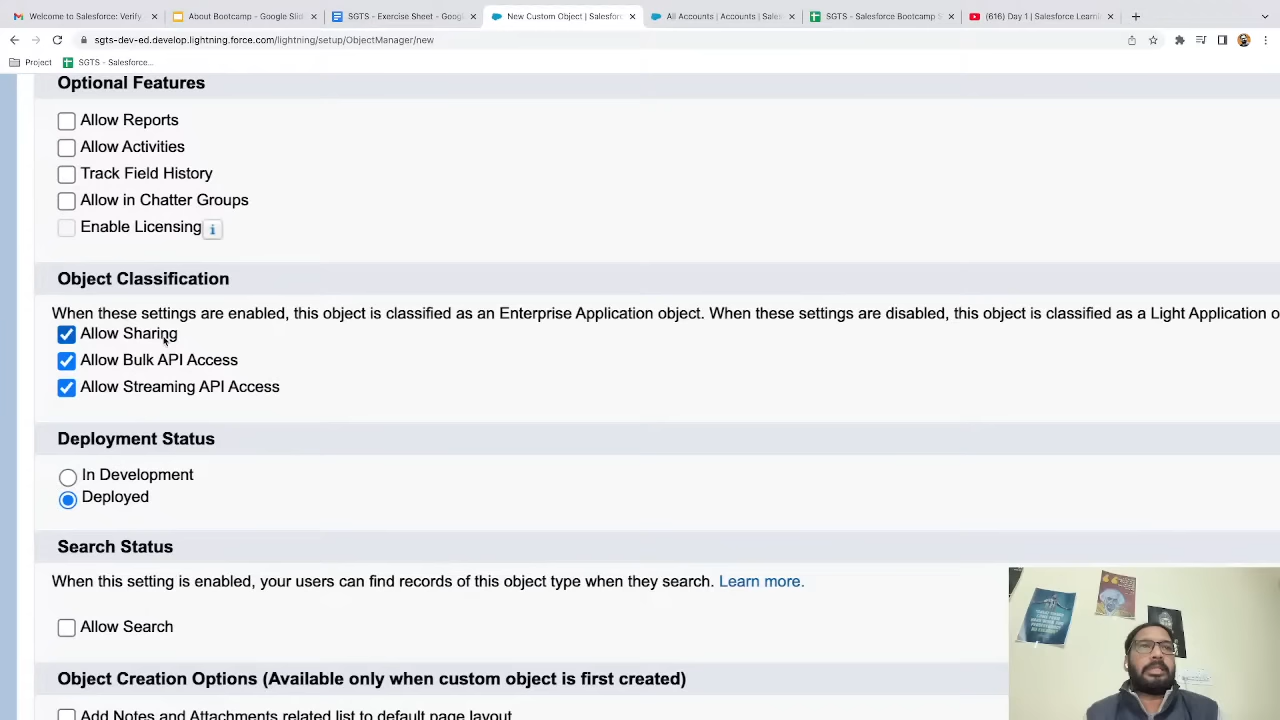 Welcome to Salesforce: Verify
About Bootcamp - Google Slid
SGTS - Exercise Sheet - Googl
New Custom Object | Salesfor
All Accounts | Accounts | Sales
SGTS - Salesforce Bootcamp S
(616) Day 1 | Salesforce Learni
sgts-dev-ed.develop.lightning.force.com/lightning/setup/ObjectManager/new
Project
SGTS - Salesforce...
Optional Features
Allow Reports
Allow Activities
Track Field History
Allow in Chatter Groups
Enable Licensing
Object Classification
When these settings are enabled, this object is classified as an Enterprise Application object. When these settings are disabled, this object is classified as a Light Application o
Allow Sharing
Allow Bulk API Access
Allow Streaming API Access
Deployment Status
In Development
Deployed
Search Status
When this setting is enabled, your users can find records of this object type when they search. Learn more.
Allow Search
Object Creation Options (Available only when custom object is first created)
Add Notes and Attachments related list to default page layout